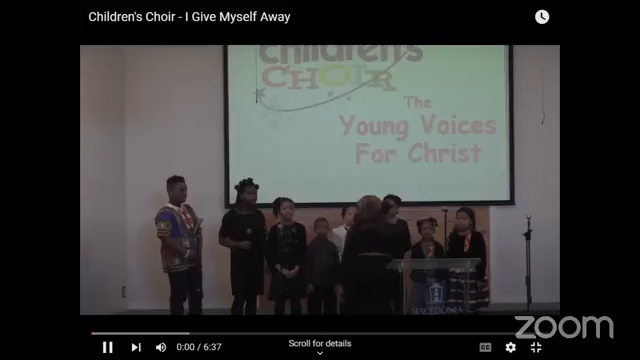 Children's Choir - I Give Myself Away
children's
CHOIR
The
Young Voices
For Christ
MACEDONIA
0:00 / 6:37
Scroll for details
zoom